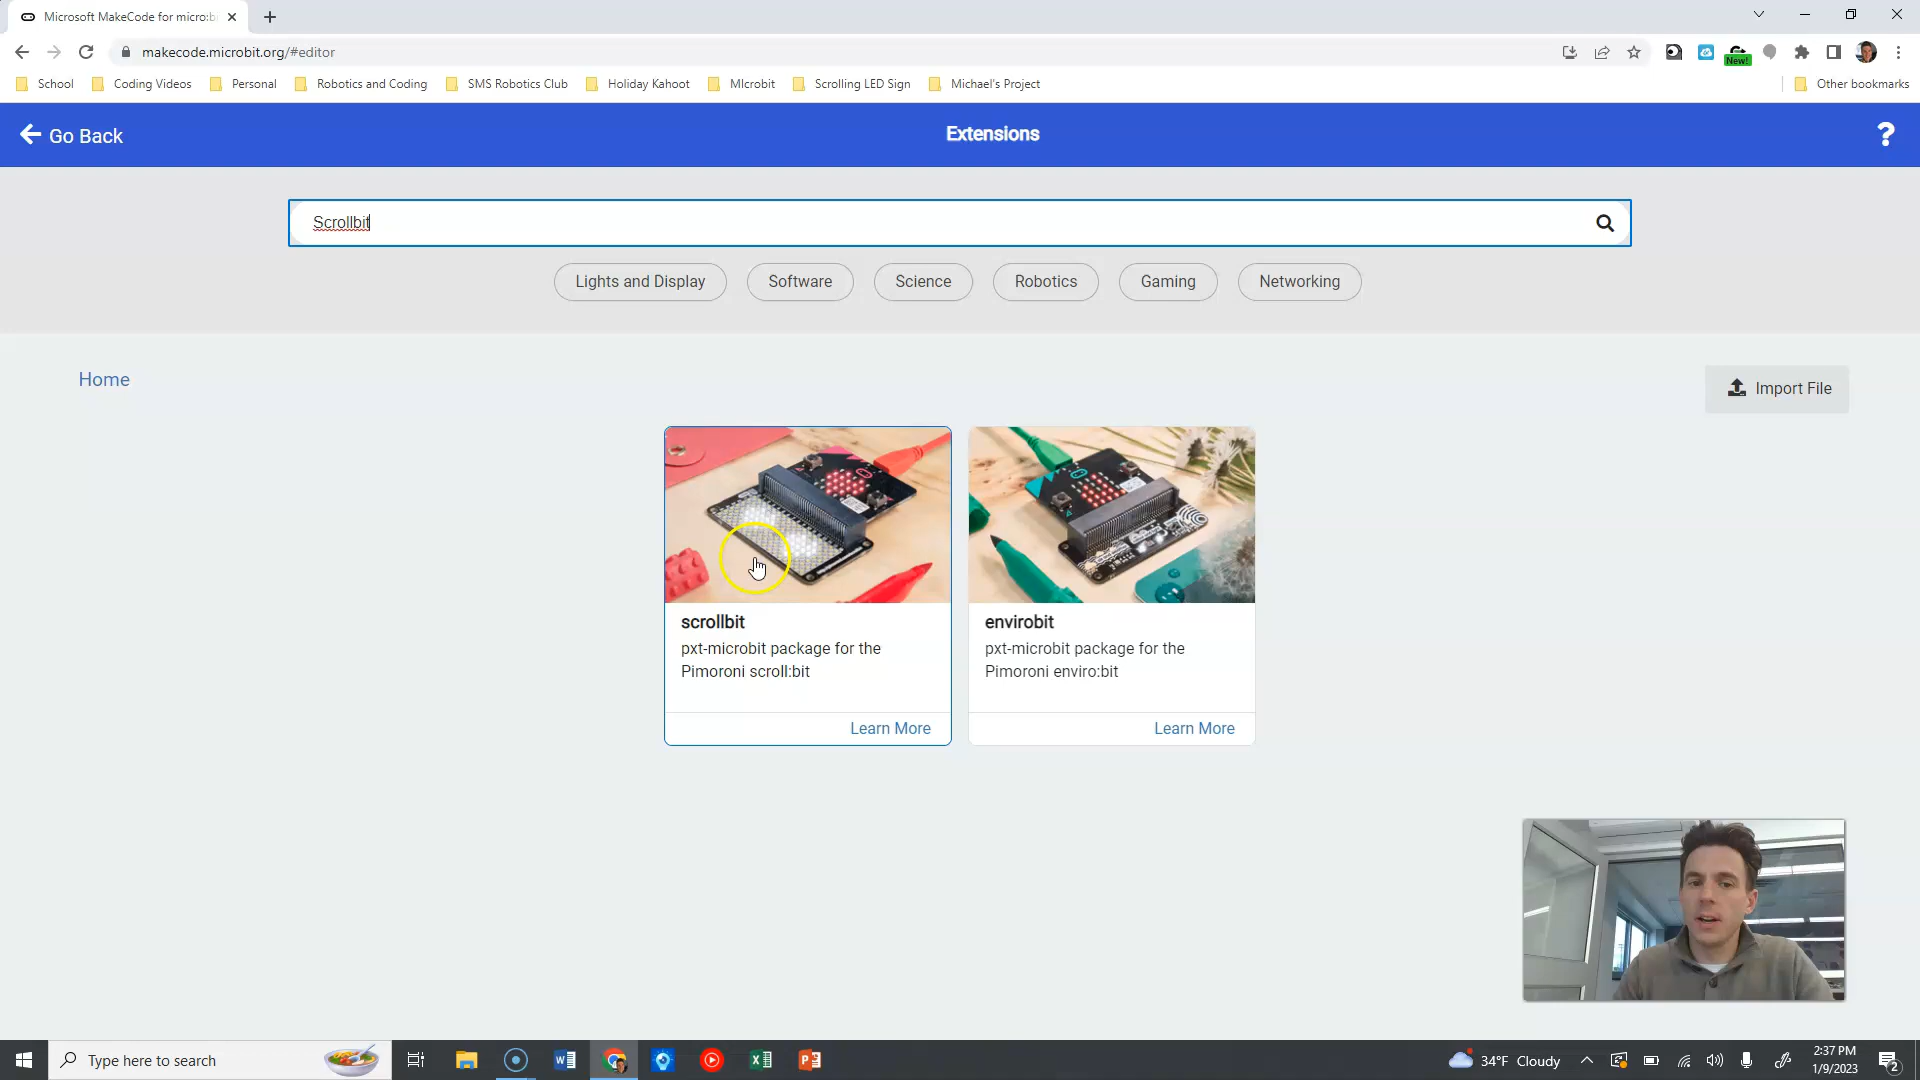 Microsoft MakeCode for micro:b
makecode.microbit.org/#editor
New!
School
Coding Videos
Personal
Robotics and Coding
SMS Robotics Club
Holiday Kahoot
MIcrobit
Scrolling LED Sign
Michael's Project
Other bookmarks
Go Back
Extensions
?
Scrollbit
Lights and Display
Software
Science
Robotics
Gaming
Networking
Home
Import File
scrollbit
pxt-microbit package for the
Pimoroni scroll:bit
Learn More
envirobit
pxt-microbit package for the
Pimoroni enviro:bit
Learn More
Type here to search
34°F Cloudy
2:37 PM
1/9/2023
2